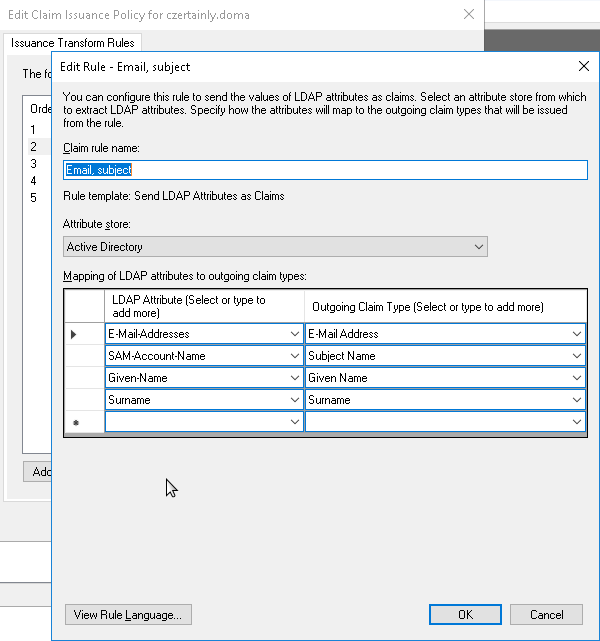 Edit Claim Issuance Policy for czertainly.doma
Issuance Transform Rules
The fo
Orde
1
2
3
4
5
Add
Edit Rule - Email, subject
You can configure this rule to send the values of LDAP attributes as claims. Select an attribute store from which
to extract LDAP attributes. Specify how the attributes will map to the outgoing claim types that will be issued
from the rule.
Claim rule name:
Email, subject
Rule template: Send LDAP Attributes as Claims
Attribute store:
Active Directory
Mapping of LDAP attributes to outgoing claim types:
LDAP Attribute (Select or type to
add more)
Outgoing Claim Type (Select or type to add more)
E-Mail-Addresses E-Mail Address
SAM-Account-Name Subject Name
Given-Name Given Name
Surname Surname
View Rule Language...
OK
Cancel